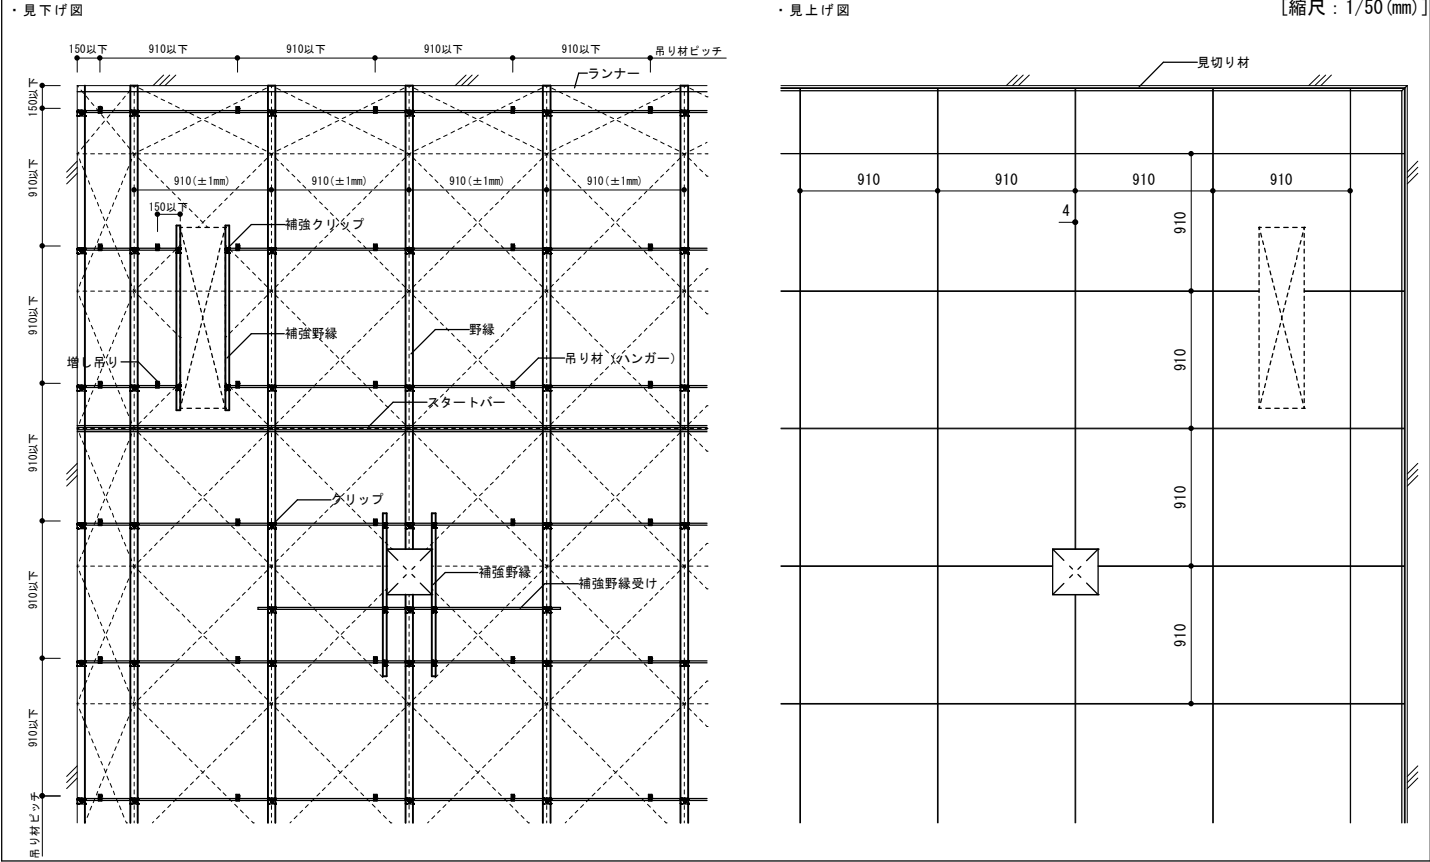 ・見下げ図
・見上げ図
[縮尺：1/50(mm)]
150以下
910以下
910以下
910以下
910以下
吊り材ピッチ
ランナー
見切り材
150以下
910以下
910以下
910以下
910以下
910以下
吊り材ピッチ
910(±1mm)
910(±1mm)
910(±1mm)
910(±1mm)
150以下
補強クリップ
補強野縁
野縁
増し吊り
吊り材(ハンガー)
スタートバー
クリップ
補強野縁
補強野縁受け
910
910
910
910
4
910
910
910
910